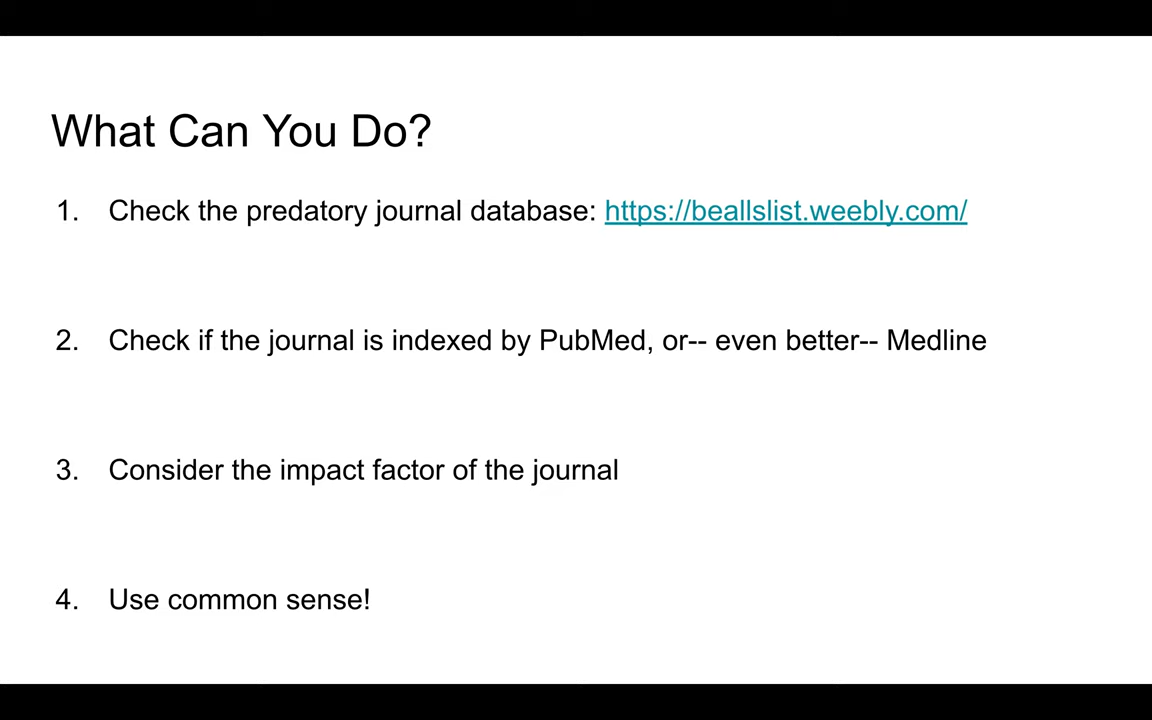 What Can You Do?
1. Check the predatory journal database: https://beallslist.weebly.com/
2. Check if the journal is indexed by PubMed, or-- even better-- Medline
3. Consider the impact factor of the journal
4. Use common sense!